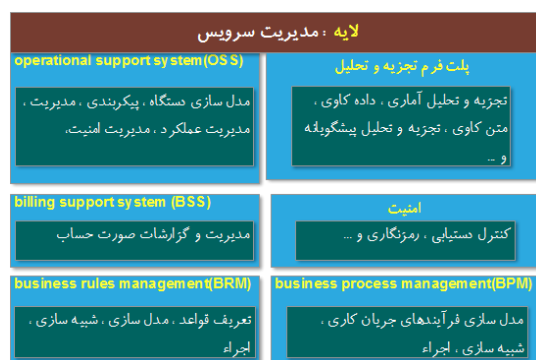 لایه : مدیریت سرویس
operational support system(OSS)
مدل سازی دستگاه ، پیکربندی ، مدیریت ،
مدیریت عملکرد ، مدیریت امنیت،
پلت فرم تجزیه و تحلیل
تجزیه و تحلیل آماری ، داده کاوی ،
متن کاوی ، تجزیه و تحلیل پیشگویانه
و ...
billing support system (BSS)
مدیریت و گزارشات صورت حساب
امنیت
کنترل دستیابی ، رمزنگاری و ...
business rules management(BRM)
تعریف قواعد ، مدل سازی ، شبیه سازی ،
اجراء
business process management(BPM)
مدل سازی فرآیندهای جریان کاری ،
شبیه سازی ، اجراء